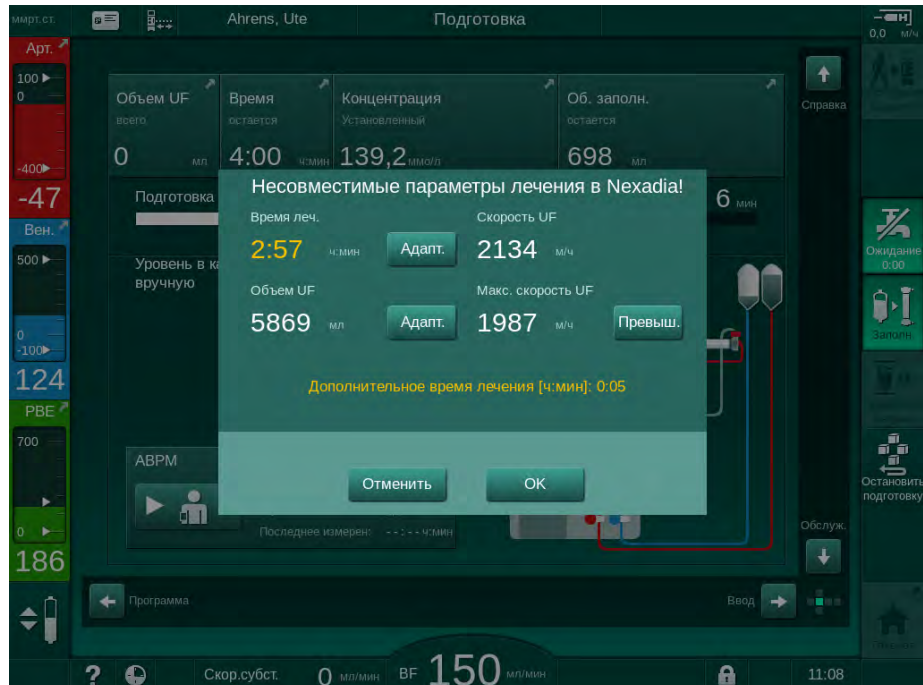 ммрт.ст.
Ahrens, Ute
Подготовка
0,0 м/ч
Арт.
100
0
-400
-47
Вен.
500
0
-100
124
PBE
700
0
186
Объем UF
всего
0 мл
Время
остается
4:00 ч:мин
Концентрация
Установленный
139,2 ммо/л
Об. заполн.
остается
698 мл
Справка
Подготовка
6 мин
Уровень в ка
вручную
Несовместимые параметры лечения в Nexadia!
Время леч.
Скорость UF
2:57 ч:мин
Адапт.
2134 м/ч
Объем UF
Макс. скорость UF
5869 мл
Адапт.
1987 м/ч
Превыш.
Дополнительное время лечения [ч:мин]: 0:05
Отменить
OK
ABPM
Последнее измерен: --:-- ч:мин
Обслуж.
Программа
Ввод
Ожидание
0:00
Заполн.
Остановить
подготовку
?
Скор.субст.
0 мл/мин
BF 150 мл/мин
11:08